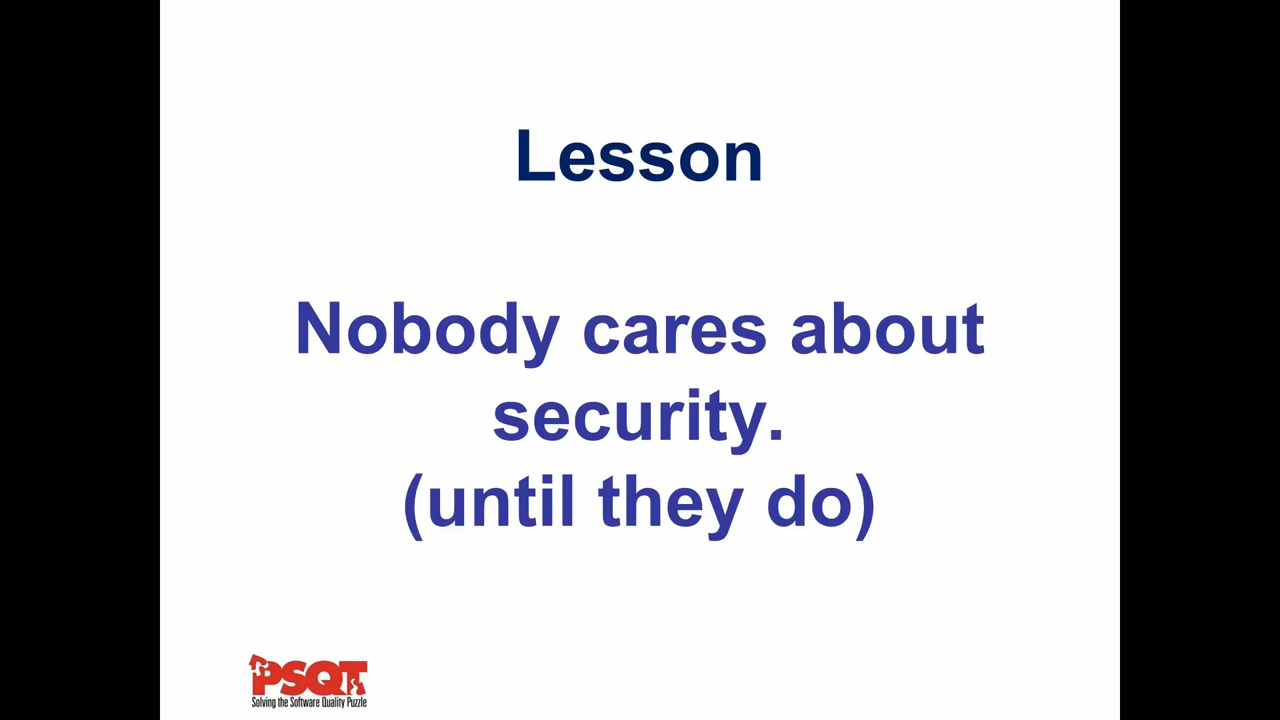 Lesson
Nobody cares about
security.
(until they do)
PSQT
Solving the Software Quality Puzzle